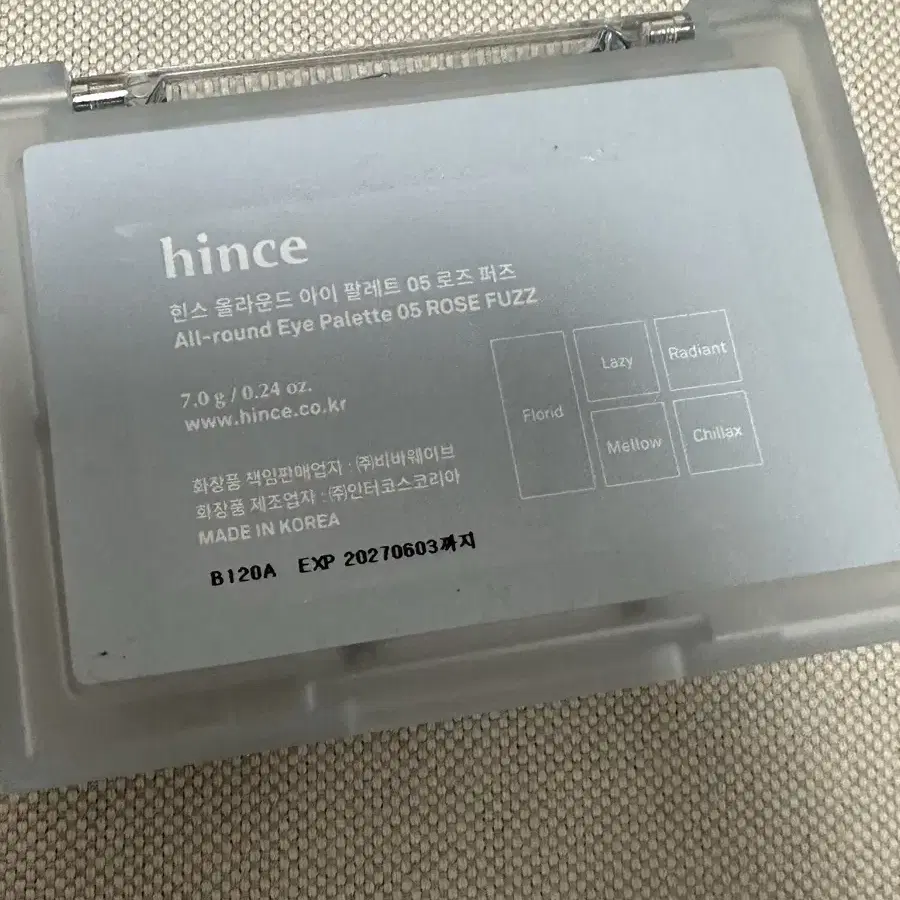 hince
힌스 올라운드 아이 팔레트 05 로즈 퍼즈
All-round Eye Palette 05 ROSE FUZZ
7.0 g / 0.24 oz.
www.hince.co.kr
화장품 책임판매업자 : ㈜비바웨이브
화장품 제조업자 : ㈜인터코스코리아
MADE IN KOREA
B120A EXP 20270603까지
Florid
Lazy
Radiant
Mellow
Chillax